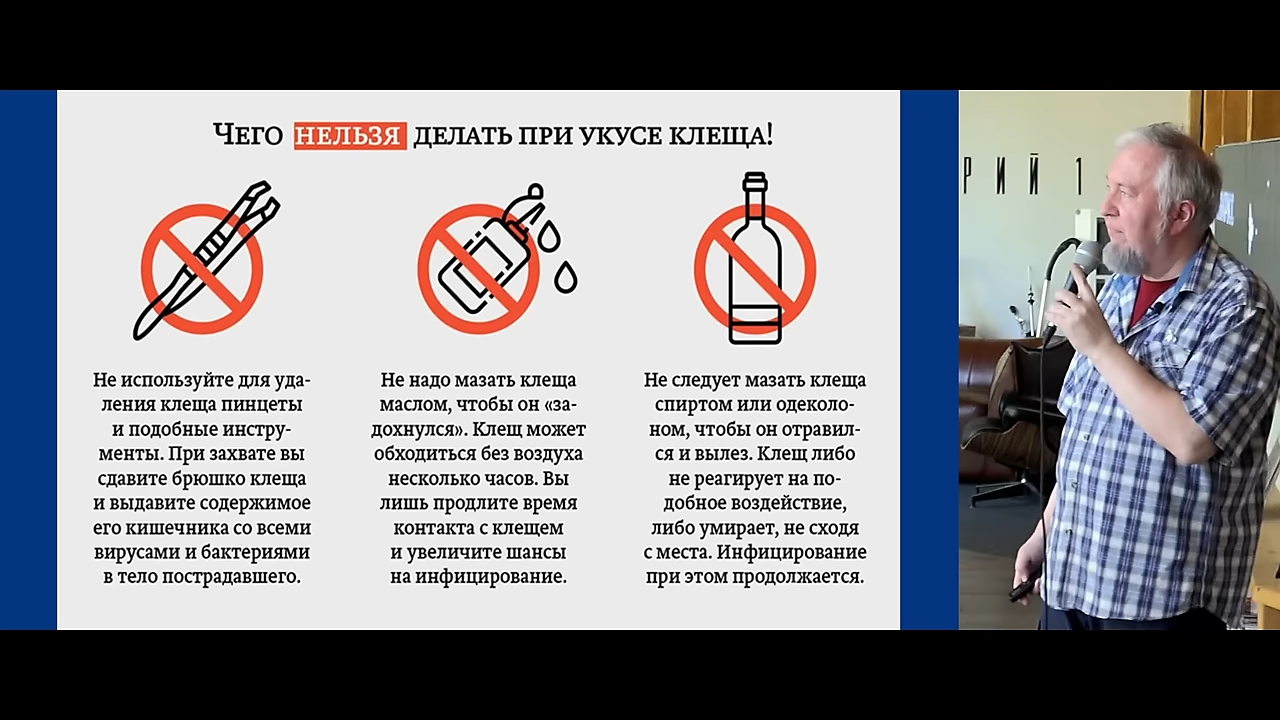 Чего нельзя делать при укусе клеща!
Не используйте для уда-
ления клеща пинцеты
и подобные инстру-
менты. При захвате вы
сдавите брюшко клеща
и выдавите содержимое
его кишечника со всеми
вирусами и бактериями
в тело пострадавшего.
Не надо мазать клеща
маслом, чтобы он «за-
дохнулся». Клещ может
обходиться без воздуха
несколько часов. Вы
лишь продлите время
контакта с клещем
и увеличите шансы
на инфицирование.
Не следует мазать клеща
спиртом или одеколо-
ном, чтобы он отравил-
ся и вылез. Клещ либо
не реагирует на по-
добное воздействие,
либо умирает, не сходя
с места. Инфицирование
при этом продолжается.
РИЙ 1